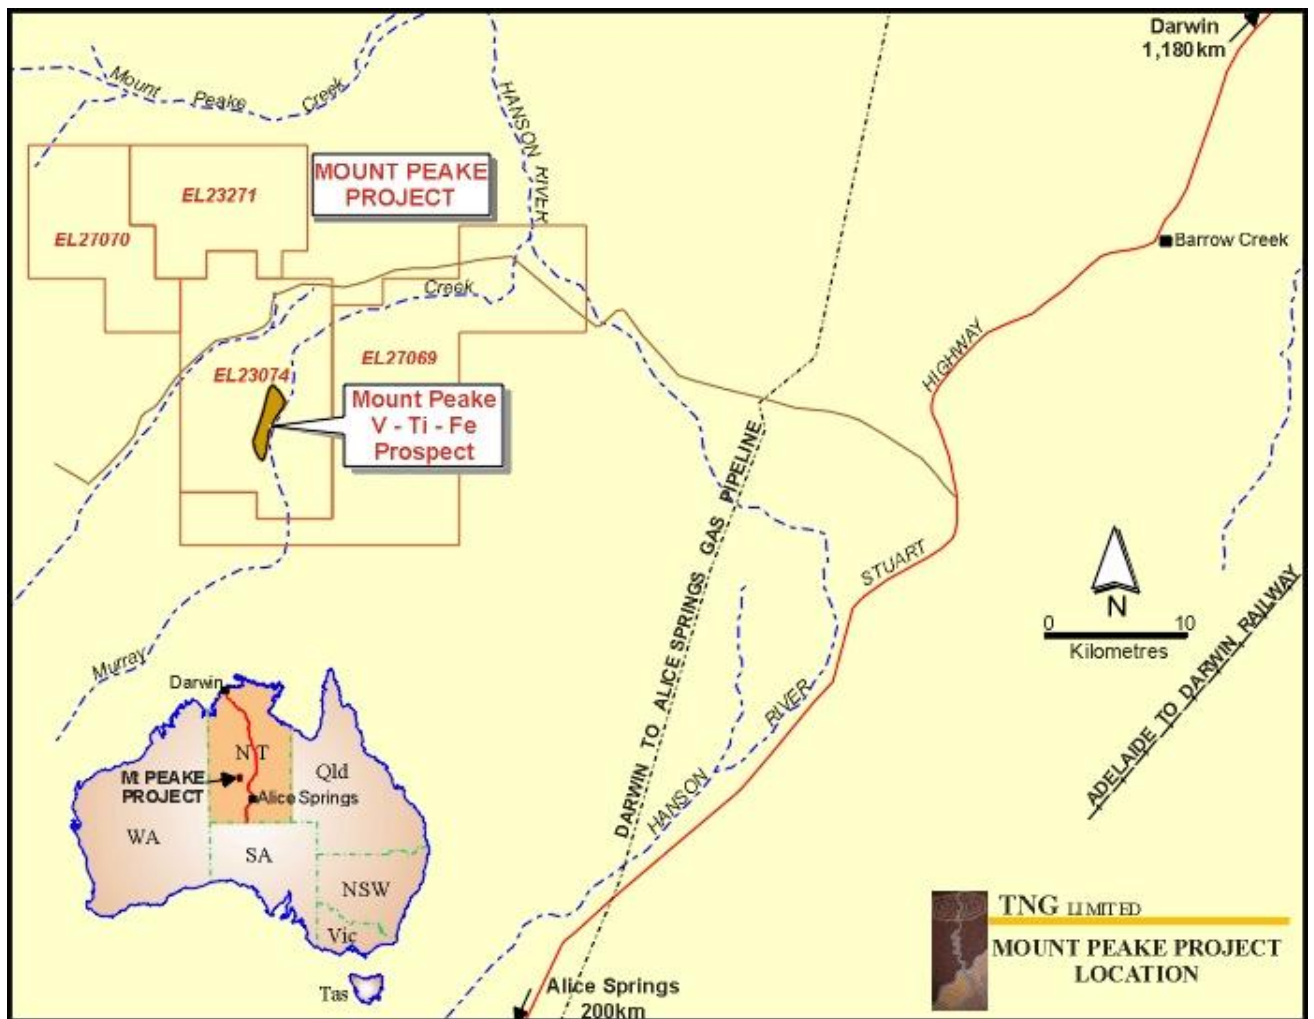 Darwin
1,180km
Mount Peake Creek
HANSON RIVER
MOUNT PEAKE
PROJECT
EL23271
EL27070
Barrow Creek
Creek
HIGHWAY
EL27069
EL23074
Mount Peake
V - Ti - Fe
Prospect
DARWIN TO ALICE SPRINGS GAS PIPELINE
STUART
N
0 10
Kilometres
ADELAIDE TO DARWIN RAILWAY
Murray
HANSON RIVER
Darwin
NT
Qld
Mt PEAKE
PROJECT
Alice Springs
WA
SA
NSW
Vic
Tas
TNG LIMITED
MOUNT PEAKE PROJECT
LOCATION
Alice Springs
200km